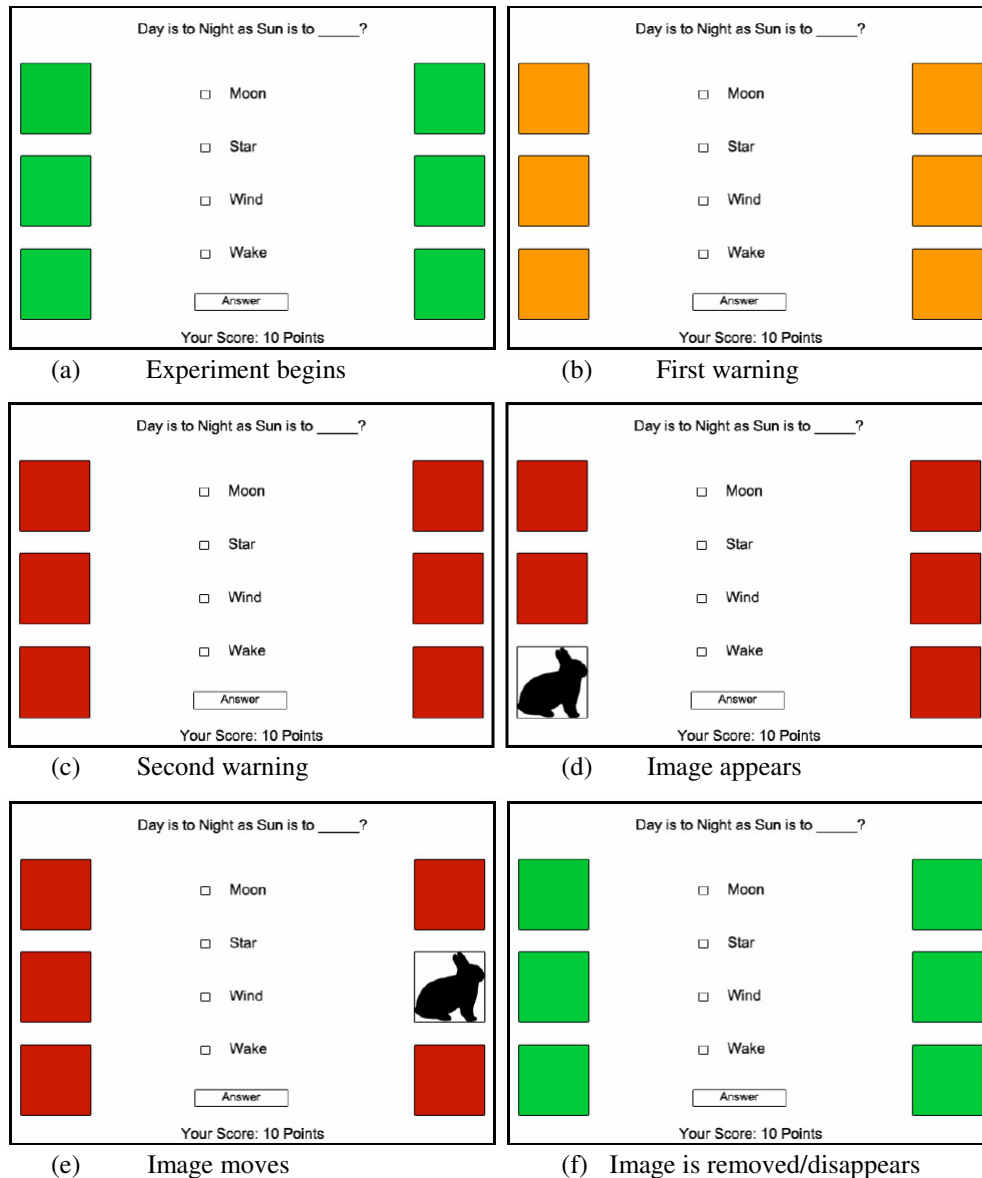 Day is to Night as Sun is to _____?
Moon
Star
Wind
Wake
Answer
Your Score: 10 Points
(a) Experiment begins
Day is to Night as Sun is to _____?
Moon
Star
Wind
Wake
Answer
Your Score: 10 Points
(b) First warning
Day is to Night as Sun is to _____?
Moon
Star
Wind
Wake
Answer
Your Score: 10 Points
(c) Second warning
Day is to Night as Sun is to _____?
Moon
Star
Wind
Wake
Answer
Your Score: 10 Points
(d) Image appears
Day is to Night as Sun is to _____?
Moon
Star
Wind
Wake
Answer
Your Score: 10 Points
(e) Image moves
Day is to Night as Sun is to _____?
Moon
Star
Wind
Wake
Answer
Your Score: 10 Points
(f) Image is removed/disappears